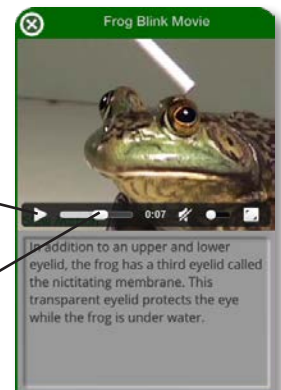 Frog Blink Movie
0:07
In addition to an upper and lower
eyelid, the frog has a third eyelid called
the nictitating membrane. This
transparent eyelid protects the eye
while the frog is under water.